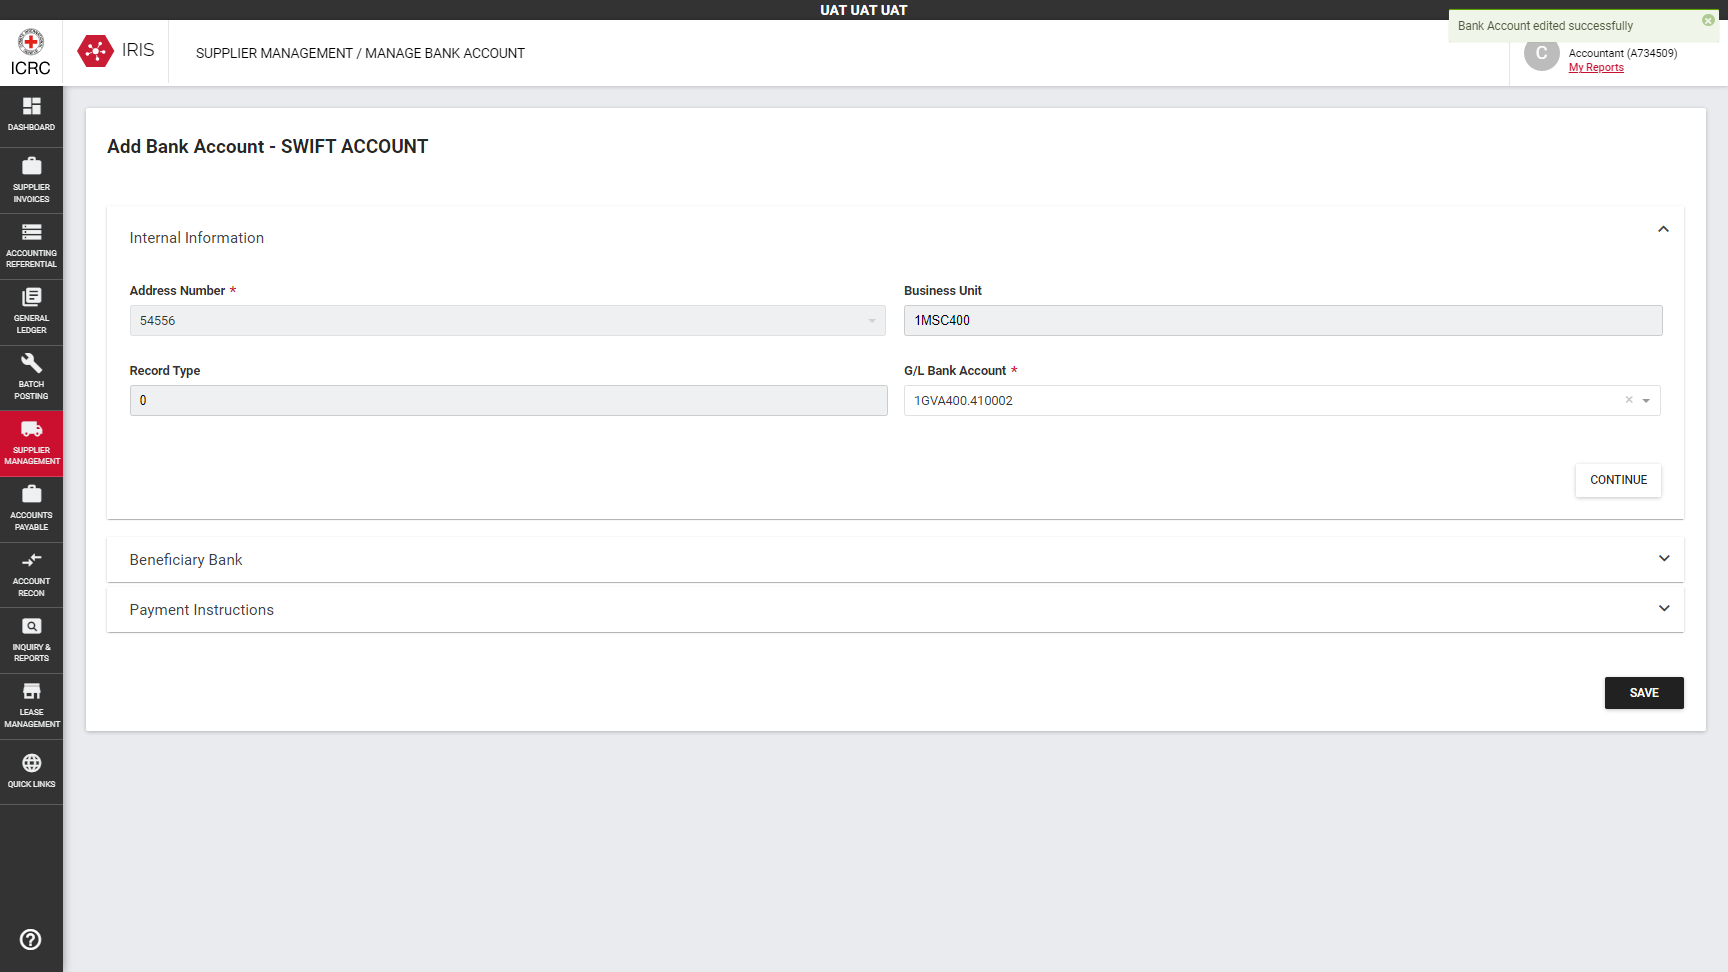 UAT UAT UAT
Bank Account edited successfully
ICRC
IRIS
SUPPLIER MANAGEMENT / MANAGE BANK ACCOUNT
C
Accountant (A734509)
My Reports
DASHBOARD
SUPPLIER
INVOICES
ACCOUNTING
REFERENTIAL
GENERAL
LEDGER
BATCH
POSTING
SUPPLIER
MANAGEMENT
ACCOUNTS
PAYABLE
ACCOUNT
RECON
INQUIRY &
REPORTS
LEASE
MANAGEMENT
QUICK LINKS
Add Bank Account - SWIFT ACCOUNT
Internal Information
Address Number *
54556
Business Unit
1MSC400
Record Type
0
G/L Bank Account *
1GVA400.410002
CONTINUE
Beneficiary Bank
Payment Instructions
SAVE